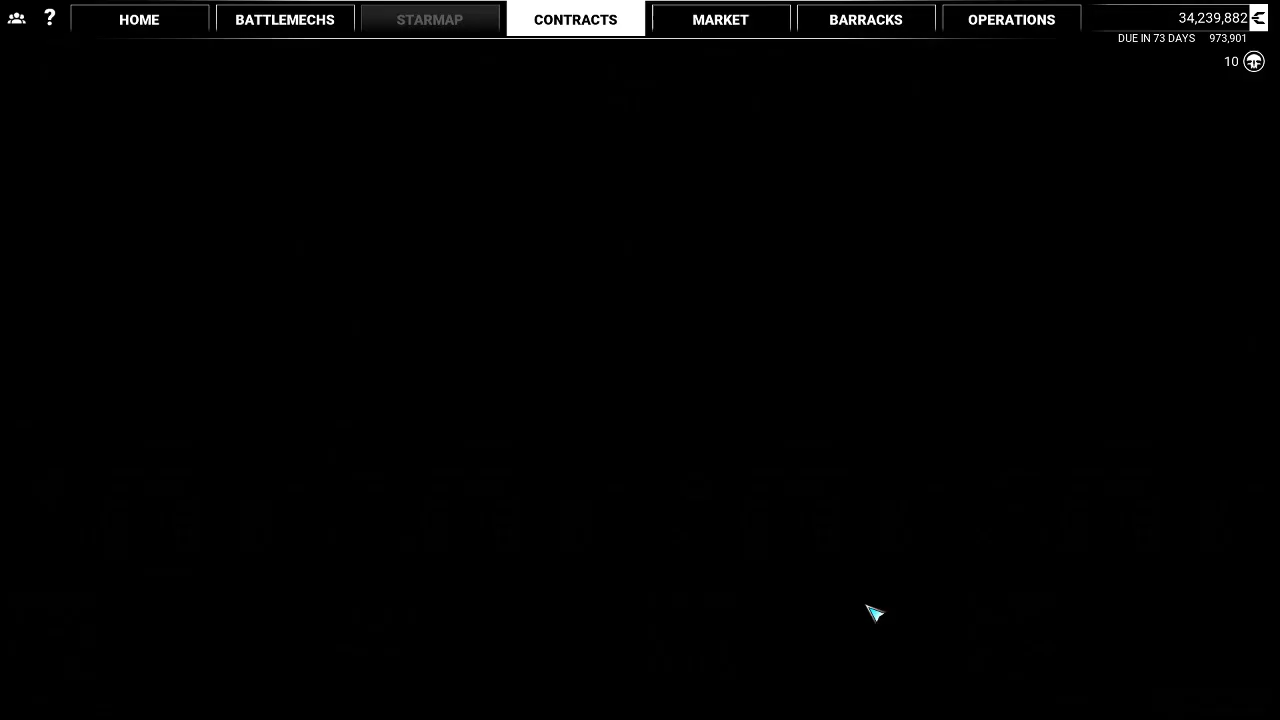 ? HOME BATTLEMECHS STARMAP CONTRACTS MARKET BARRACKS OPERATIONS 34,239,882
DUE IN 73 DAYS 973,901
10